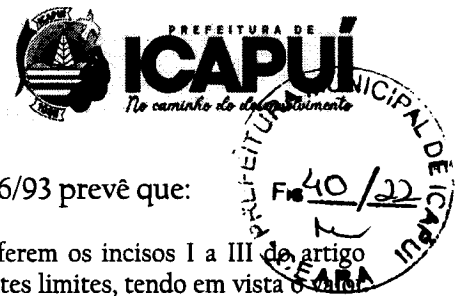 PREFEITURA DE
ICAPUÍ
No caminho do desenvolvimento
PREFEITURA MUNICIPAL DE ICAPUÍ
CEARA
Fls 40 / 22
6/93 prevê que:
ferem os incisos I a III do artigo
tes limites, tendo em vista o valor